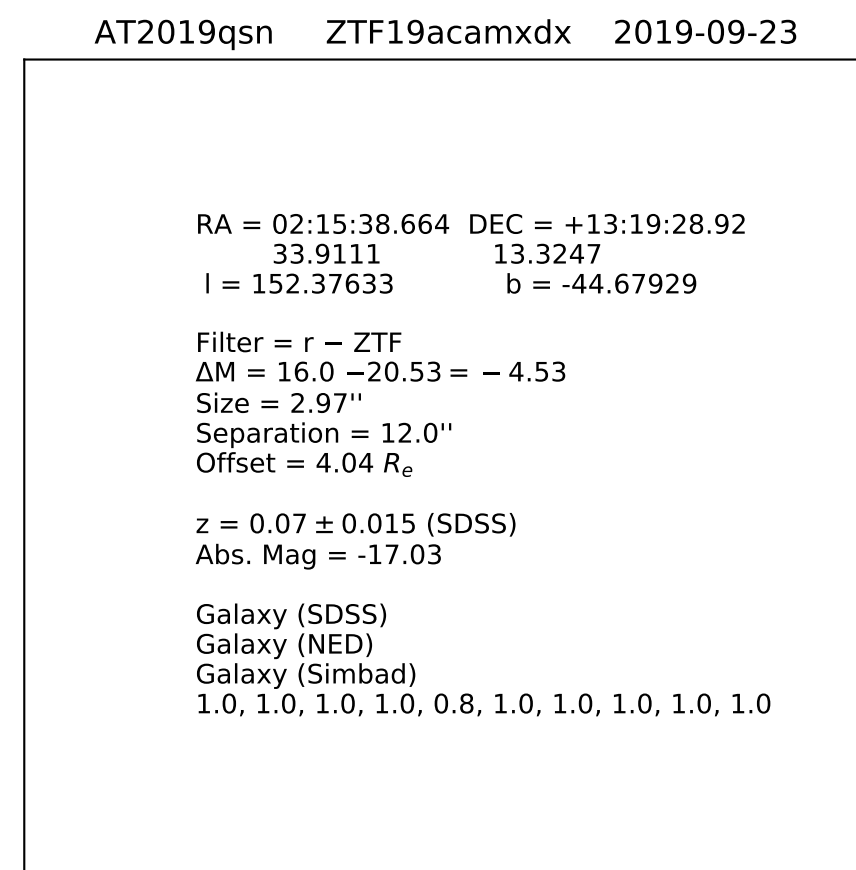 AT2019qsn ZTF19acamxdx 2019-09-23
RA = 02:15:38.664 DEC = +13:19:28.92
33.9111 13.3247
l = 152.37633 b = -44.67929
Filter = r − ZTF
ΔM = 16.0 −20.53 = − 4.53
Size = 2.97''
Separation = 12.0''
Offset = 4.04 Re
z = 0.07 ± 0.015 (SDSS)
Abs. Mag = -17.03
Galaxy (SDSS)
Galaxy (NED)
Galaxy (Simbad)
1.0, 1.0, 1.0, 1.0, 0.8, 1.0, 1.0, 1.0, 1.0, 1.0